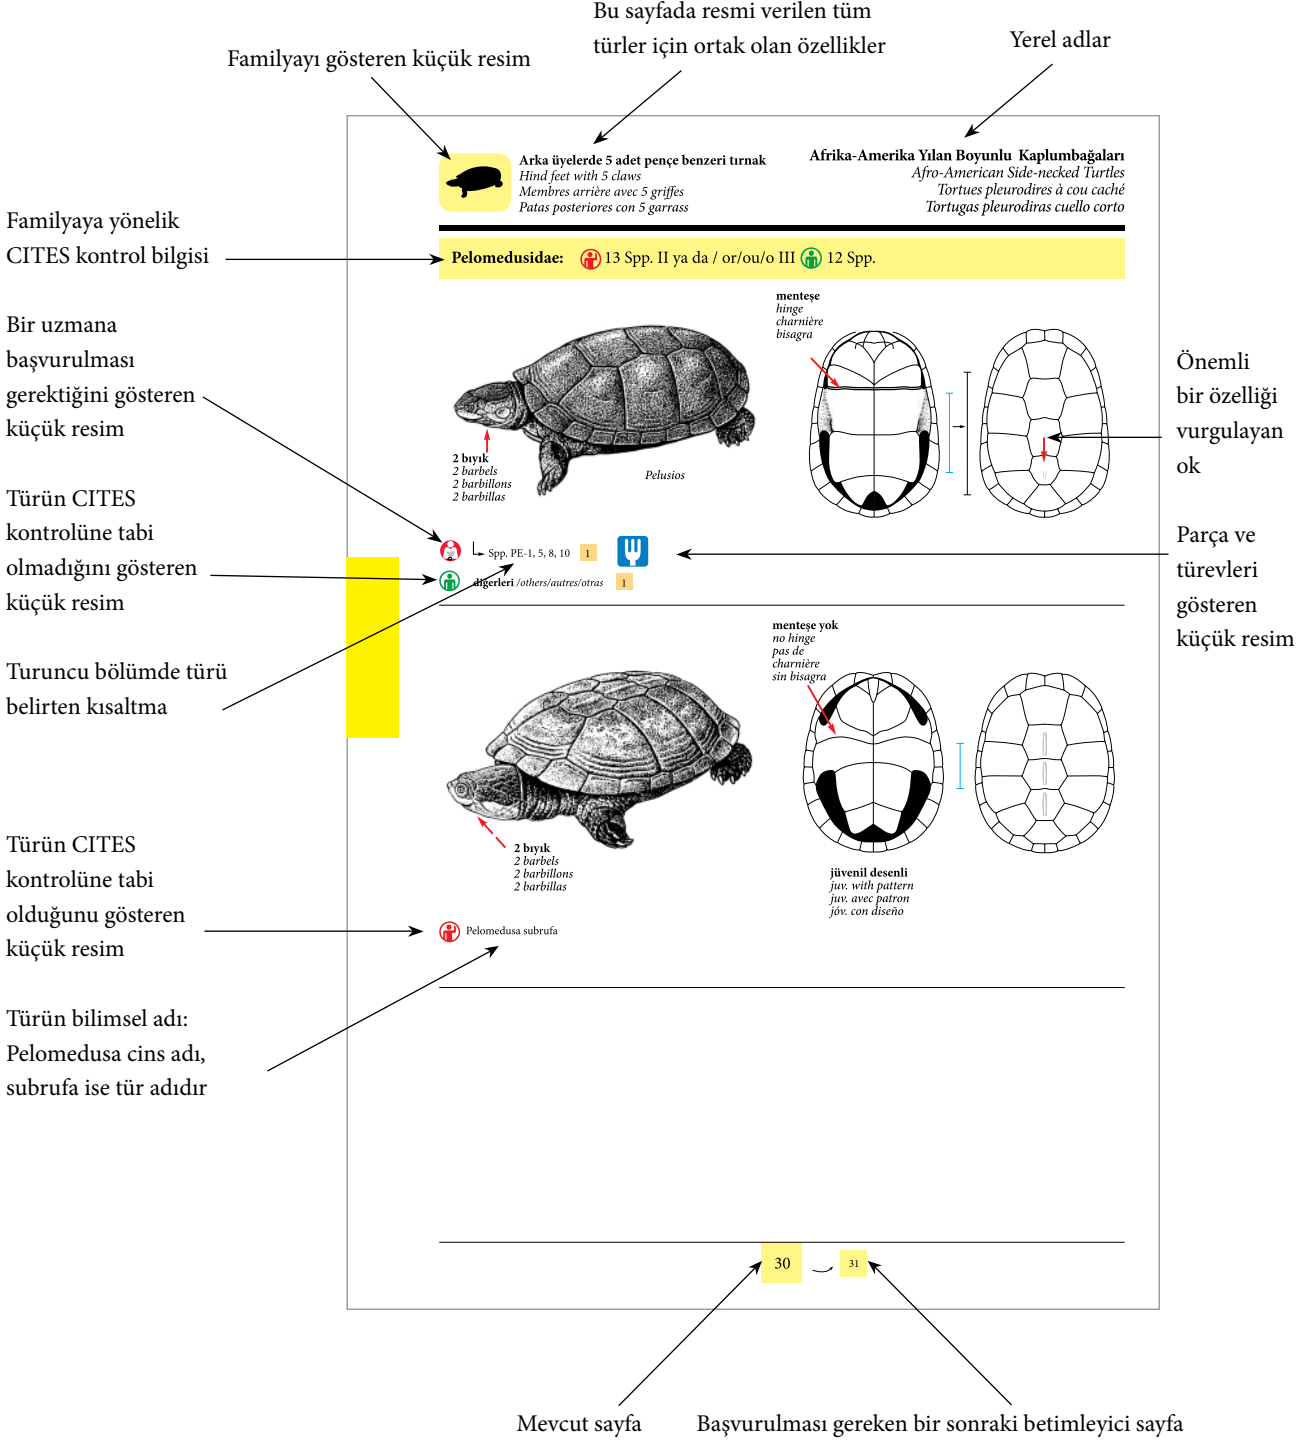 Bu sayfada resmi verilen tüm
türler için ortak olan özellikler
Familyayı gösteren küçük resim
Yerel adlar
Arka üyelerde 5 adet pençe benzeri tırnak
Hind feet with 5 claws
Membres arrière avec 5 griffes
Patas posteriores con 5 garrass
Afrika-Amerika Yılan Boyunlu Kaplumbağaları
Afro-American Side-necked Turtles
Tortues pleurodires à cou caché
Tortugas pleurodiras cuello corto
Familyaya yönelik
CITES kontrol bilgisi
Pelomedusidae: 13 Spp. II ya da / or/ou/o III 12 Spp.
menteşe
hinge
charnière
bisagra
Bir uzmana
başvurulması
gerektiğini gösteren
küçük resim
Önemli
bir özelliği
vurgulayan
ok
2 bıyık
2 barbels
2 barbillons
2 barbillas
Pelusios
Türün CITES
kontrolüne tabi
olmadığını gösteren
küçük resim
Spp. PE-1, 5, 8, 10 1
diğerleri /others/autres/otras 1
Parça ve
türevleri
gösteren
küçük resim
Turuncu bölümde türü
belirten kısaltma
menteşe yok
no hinge
pas de
charnière
sin bisagra
2 bıyık
2 barbels
2 barbillons
2 barbillas
jüvenil desenli
juv. with pattern
juv. avec patron
jóv. con diseño
Türün CITES
kontrolüne tabi
olduğunu gösteren
küçük resim
Pelomedusa subrufa
Türün bilimsel adı:
Pelomedusa cins adı,
subrufa ise tür adıdır
30
31
Mevcut sayfa
Başvurulması gereken bir sonraki betimleyici sayfa